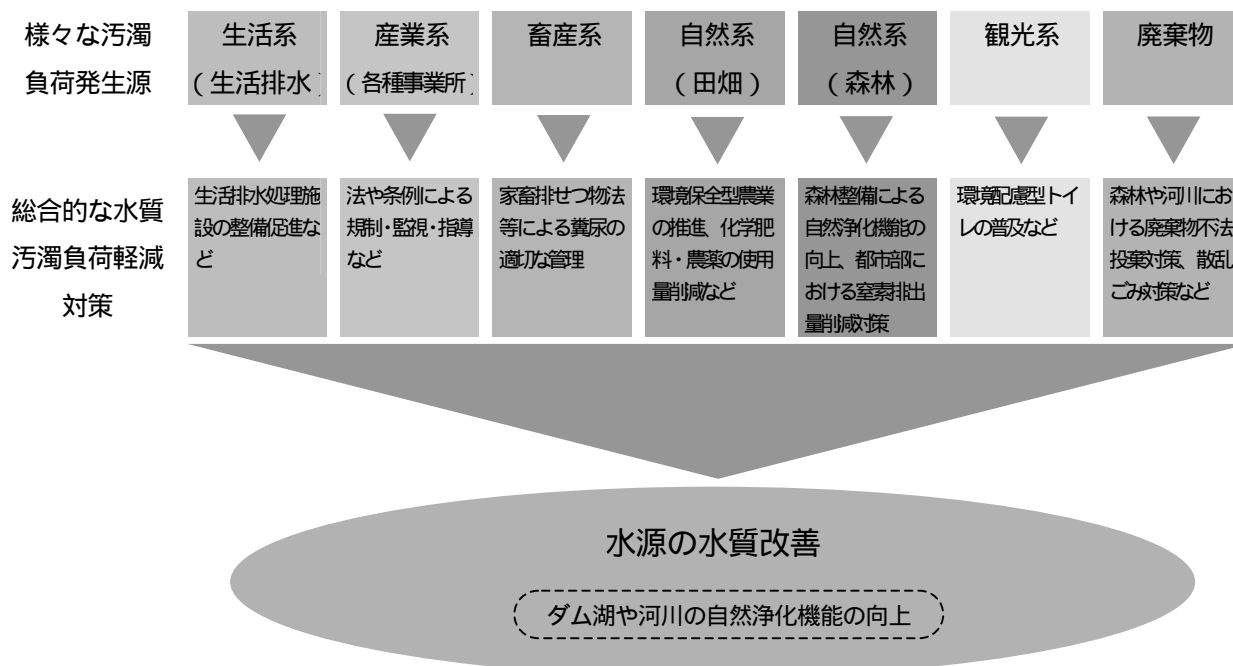 様々な汚濁
負荷発生源
生活系
(生活排水)
産業系
(各種事業所)
畜産系
自然系
(田畑)
自然系
(森林)
観光系
廃棄物
総合的な水質
汚濁負荷軽減
対策
生活排水処理施
設の整備促進な
ど
法や条例による
規制・監視・指導
など
家畜排せつ物法
等による糞尿の
適切な管理
環境保全型農業
の推進、化学肥
料・農薬の使用
量削減など
森林整備による
自然浄化機能の
向上、都市部に
おける窒素排出
量削減対策
環境配慮型トイ
レの普及など
森林や河川にお
ける廃棄物不法
投棄対策、散乱
ごみ対策など
水源の水質改善
ダム湖や河川の自然浄化機能の向上